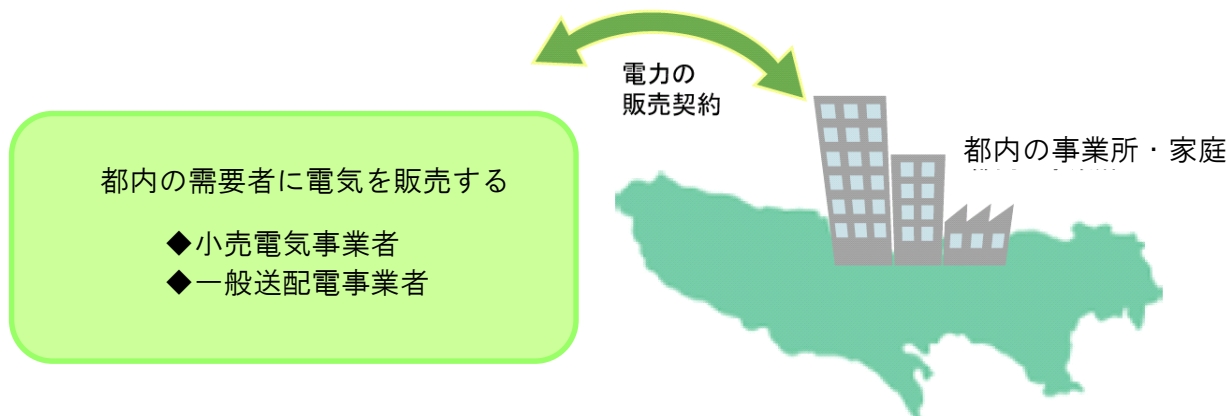 電力の
販売契約
都内の事業所・家庭
都内の需要者に電気を販売する
◆小売電気事業者
◆一般送配電事業者